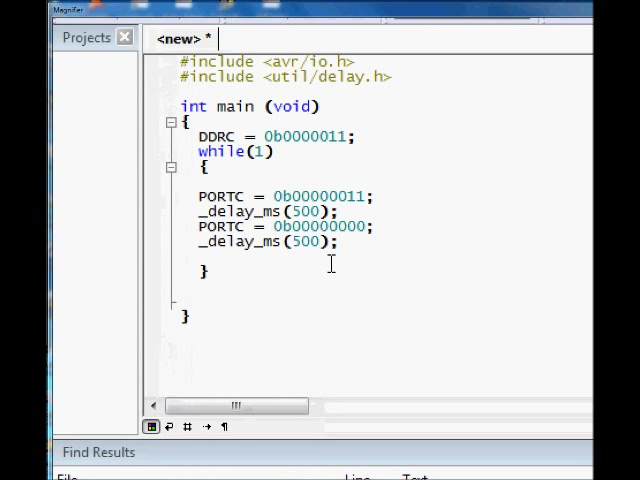 Magnifier
Projects
<new> *
#include <avr/io.h>
#include <util/delay.h>
int main (void)
{
DDRC = 0b0000011;
while(1)
{
PORTC = 0b00000011;
_delay_ms(500);
PORTC = 0b00000000;
_delay_ms(500);
}
}
Find Results
File Line Text